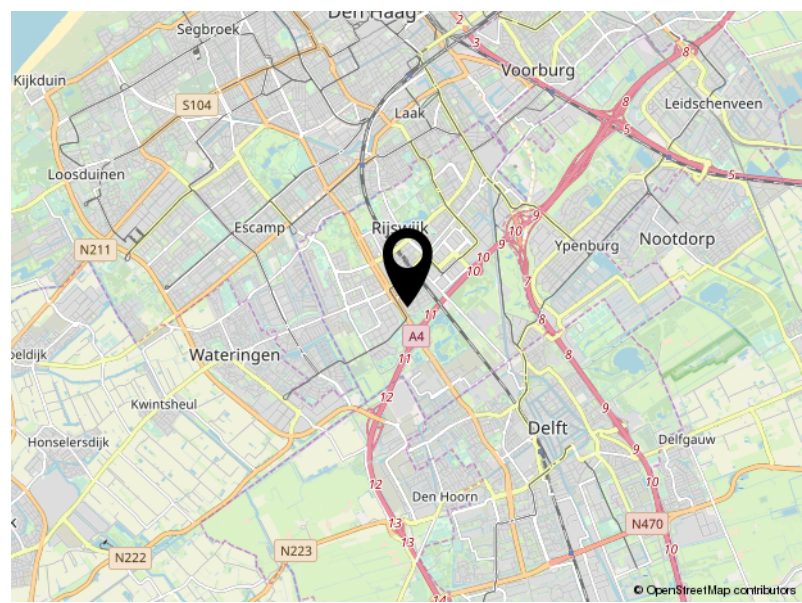 Den Haag
2
Segbroek
3
8
Voorburg
Kijkduin
8
S104
Leidschenveen
Laak
5
Loosduinen
5
9
Escamp
Rijswijk
10
9
Ypenburg
Nootdorp
N211
10
10
7
11
8
A4
8
11
Wateringen
12
Kwintsheul
9
Delft
Honselersdijk
9
Delfgauw
12
10
Den Hoorn
13
N470
13
N223
10
N222
14
© OpenStreetMap contributors